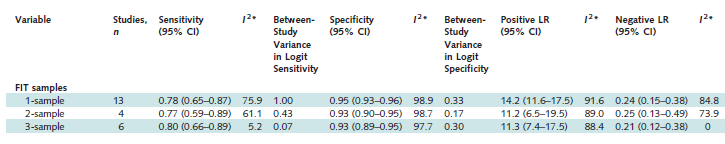 Variable Studies, n Sensitivity (95% CI) I²* Between-Study Variance in Logit Sensitivity Specificity (95% CI) I²* Between-Study Variance in Logit Specificity Positive LR (95% CI) I²* Negative LR (95% CI) I²*
FIT samples
1-sample 13 0.78 (0.65–0.87) 75.9 1.00 0.95 (0.93–0.96) 98.9 0.33 14.2 (11.6–17.5) 91.6 0.24 (0.15–0.38) 84.8
2-sample 4 0.77 (0.59–0.89) 61.1 0.43 0.93 (0.90–0.95) 98.7 0.17 11.2 (6.5–19.5) 89.0 0.25 (0.13–0.49) 73.9
3-sample 6 0.80 (0.66–0.89) 5.2 0.07 0.93 (0.89–0.95) 97.7 0.30 11.3 (7.4–17.5) 88.4 0.21 (0.12–0.38) 0